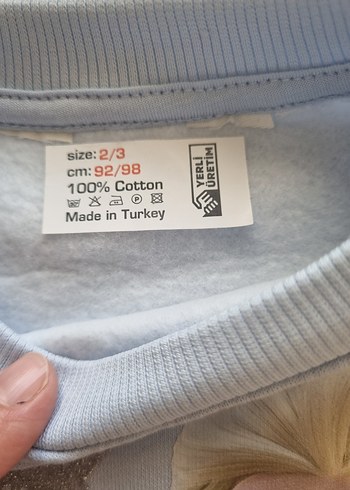 size: 2/3
cm: 92/98
100% Cotton
Made in Turkey
YERLİ
ÜRETİM